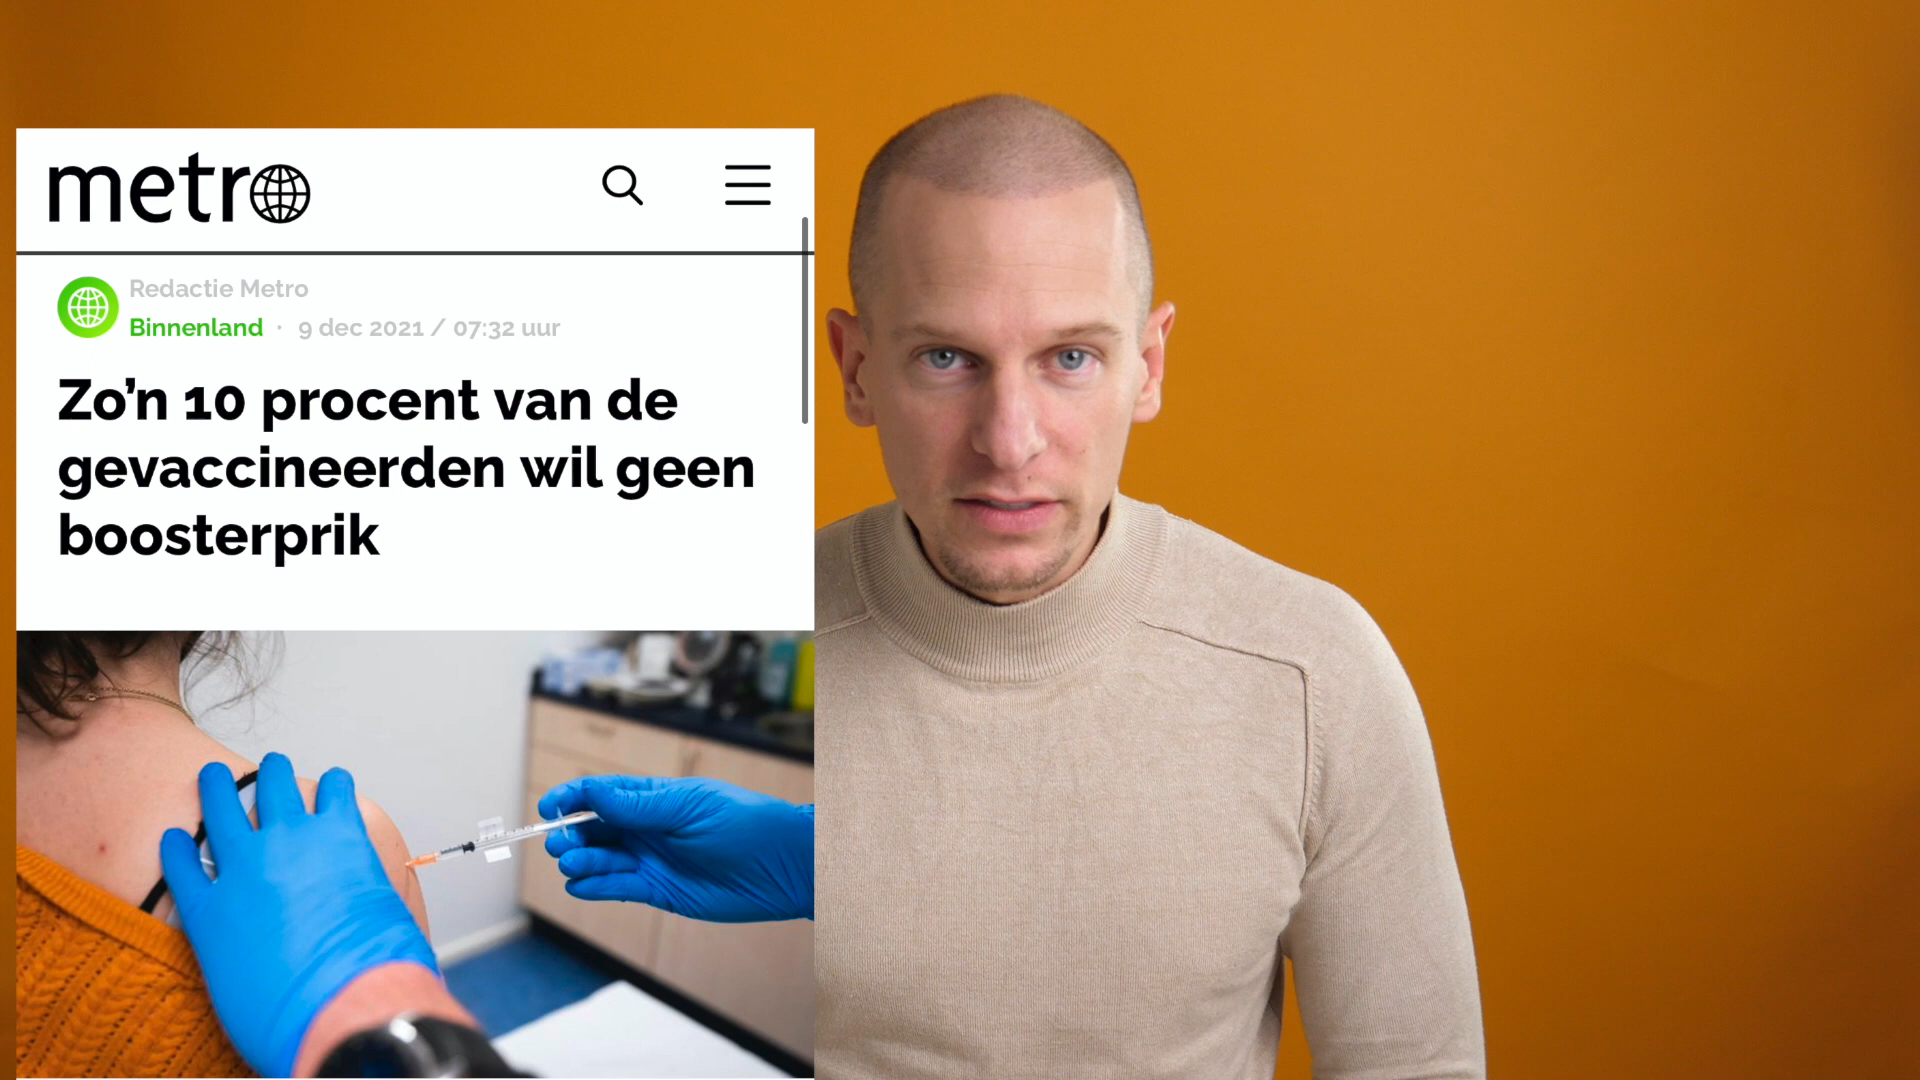 metro
Redactie Metro
Binnenland · 9 dec 2021 / 07:32 uur
Zo’n 10 procent van de
gevaccineerden wil geen
boosterprik